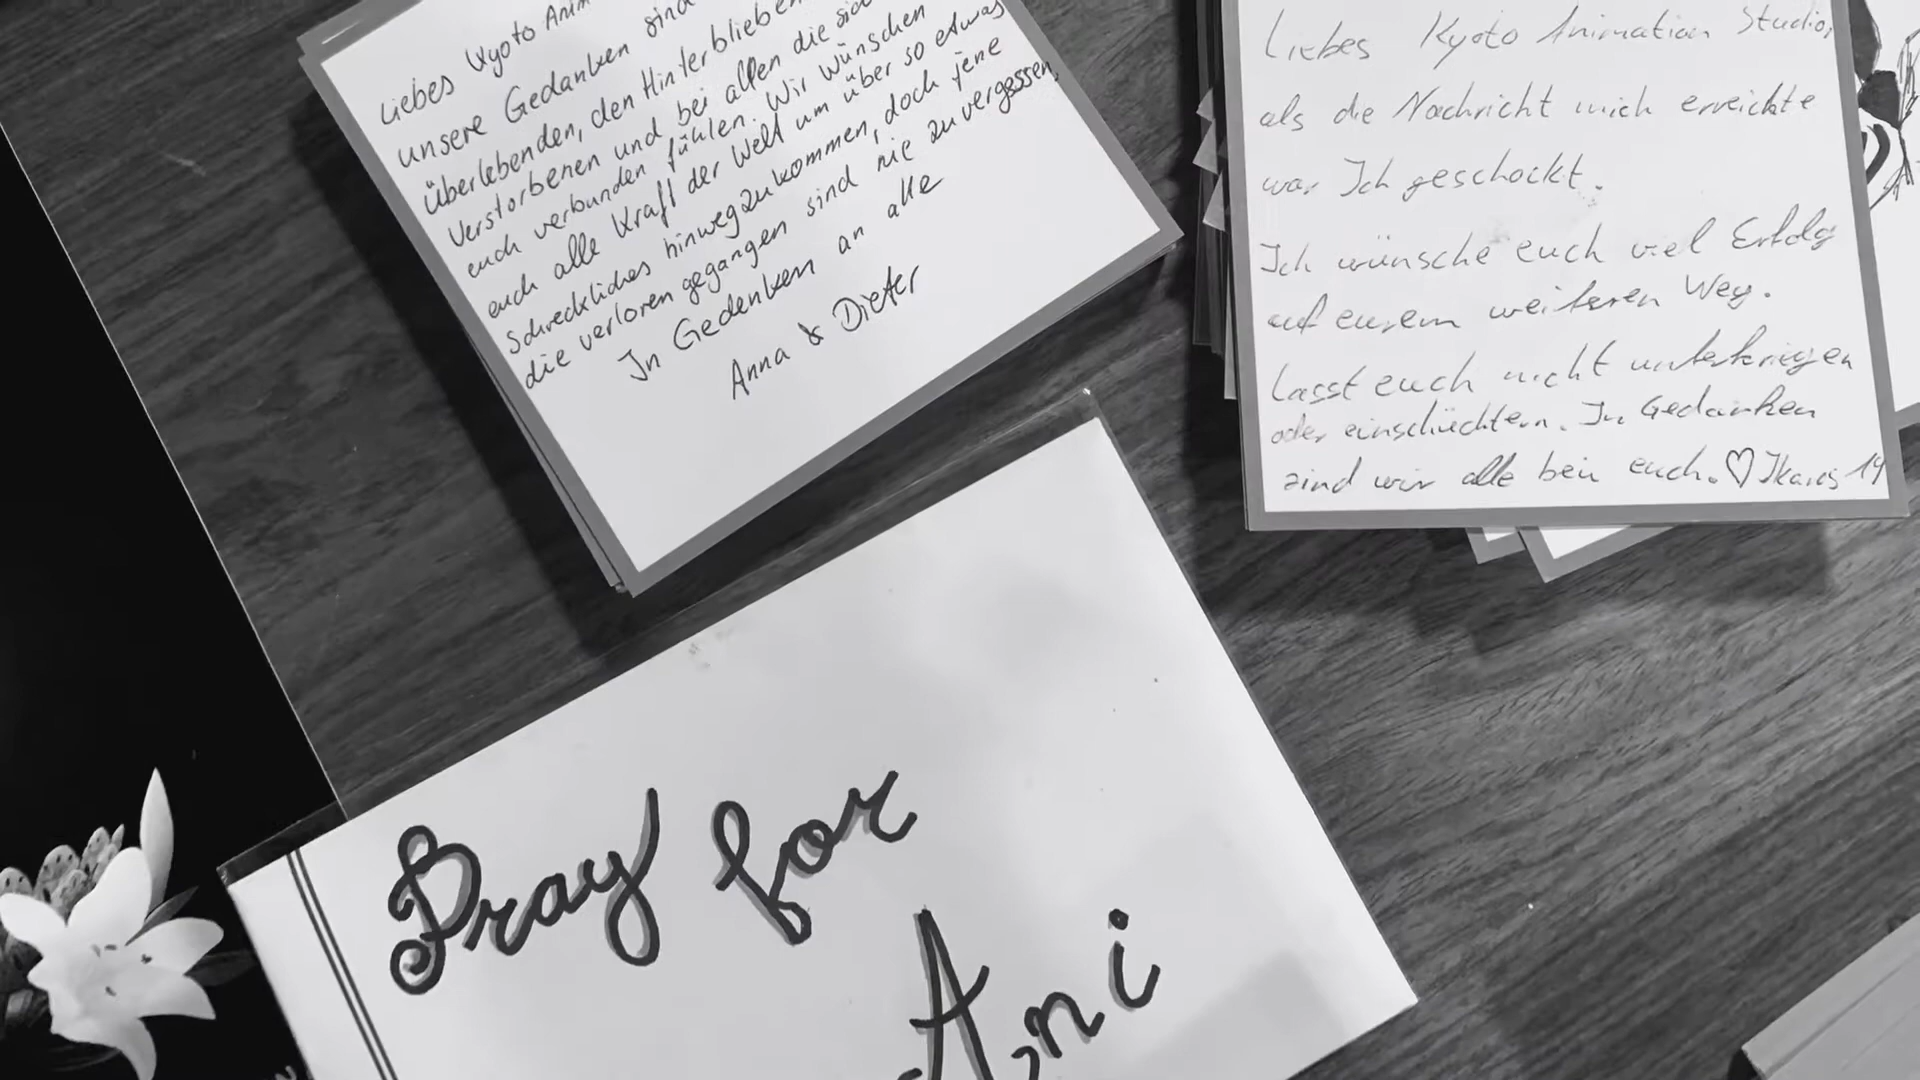 Liebes Kyoto Anim
unsere Gedanken sind
überlebenden, den Hinterblieben
Verstorbenen und bei allen die sich
euch verbunden fühlen. Wir wünschen
euch alle Kraft der Welt um über so etwas
Schreckliches hinwegzukommen, doch jene
die verloren gegangen sind nie zu vergessen.
In Gedenken an alle
Anna & Dieter
Liebes Kyoto Animation Studio,
als die Nachricht mich erreichte
war Ich geschockt.
Ich wünsche euch viel Erfolg
auf eurem weiteren Weg.
Lasst euch nicht unterkriegen
oder einschüchtern. In Gedanken
sind wir alle bei euch. ♡ Ikarus 19
Pray for
Ani